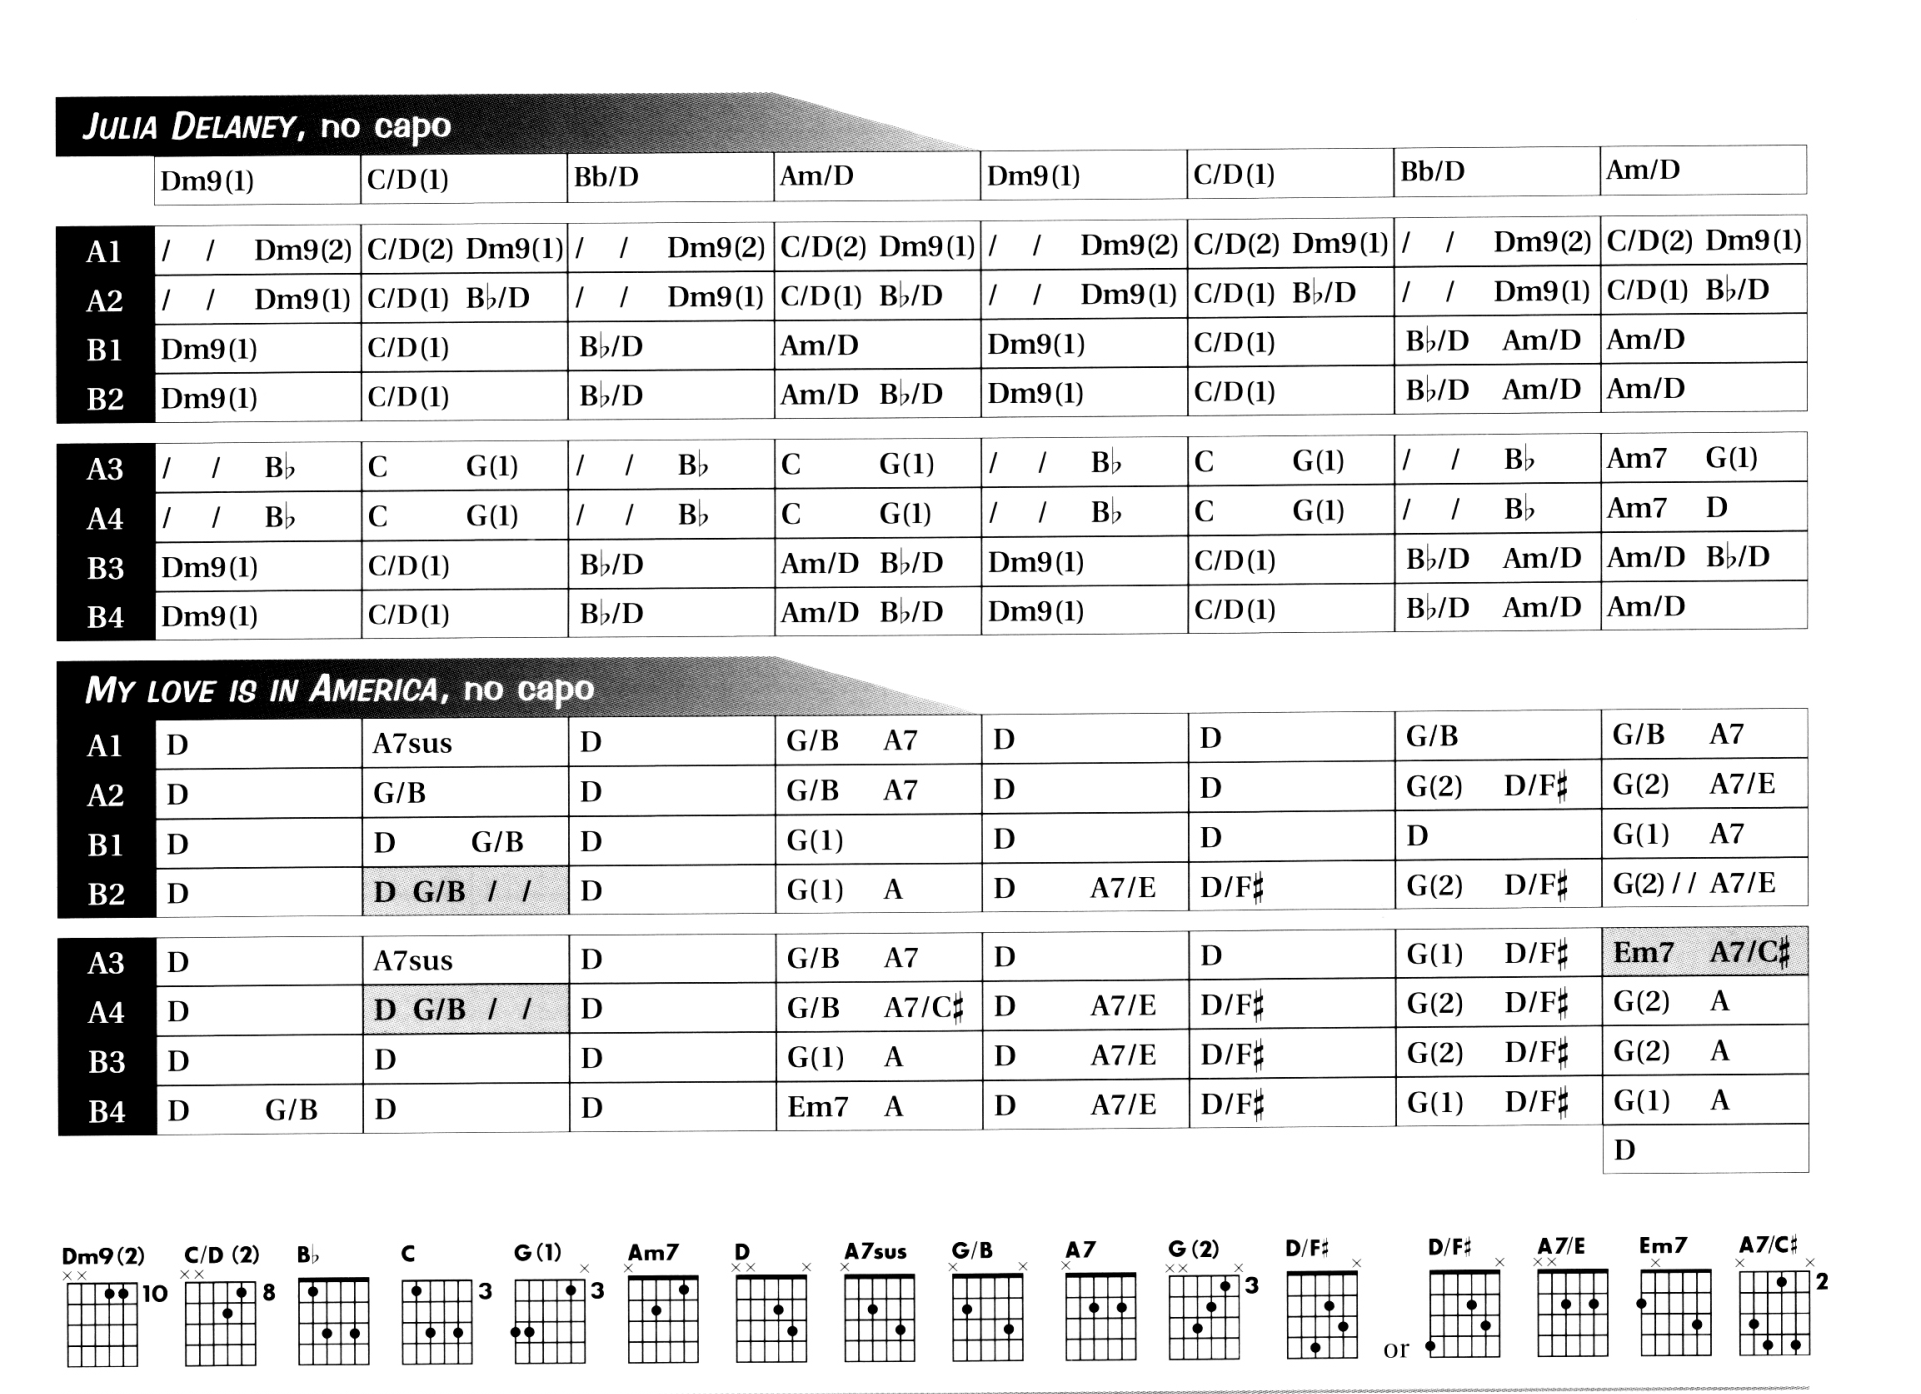 JULIA DELANEY, no capo
Dm9(1) C/D(1) Bb/D Am/D Dm9(1) C/D(1) Bb/D Am/D
A1 / / Dm9(2) C/D(2) Dm9(1) / / Dm9(2) C/D(2) Dm9(1) / / Dm9(2) C/D(2) Dm9(1) / / Dm9(2) C/D(2) Dm9(1)
A2 / / Dm9(1) C/D(1) B♭/D / / Dm9(1) C/D(1) B♭/D / / Dm9(1) C/D(1) B♭/D / / Dm9(1) C/D(1) B♭/D
B1 Dm9(1) C/D(1) B♭/D Am/D Dm9(1) C/D(1) B♭/D Am/D Am/D
B2 Dm9(1) C/D(1) B♭/D Am/D B♭/D Dm9(1) C/D(1) B♭/D Am/D Am/D
A3 / / B♭ C G(1) / / B♭ C G(1) / / B♭ C G(1) / / B♭ Am7 G(1)
A4 / / B♭ C G(1) / / B♭ C G(1) / / B♭ C G(1) / / B♭ Am7 D
B3 Dm9(1) C/D(1) B♭/D Am/D B♭/D Dm9(1) C/D(1) B♭/D Am/D Am/D B♭/D
B4 Dm9(1) C/D(1) B♭/D Am/D B♭/D Dm9(1) C/D(1) B♭/D Am/D Am/D
MY LOVE IS IN AMERICA, no capo
A1 D A7sus D G/B A7 D D G/B G/B A7
A2 D G/B D G/B A7 D D G(2) D/F♯ G(2) A7/E
B1 D D G/B D G(1) D D D G(1) A7
B2 D D G/B / / D G(1) A D A7/E D/F♯ G(2) D/F♯ G(2) / / A7/E
A3 D A7sus D G/B A7 D D G(1) D/F♯ Em7 A7/C♯
A4 D D G/B / / D G/B A7/C♯ D A7/E D/F♯ G(2) D/F♯ G(2) A
B3 D D D G(1) A D A7/E D/F♯ G(2) D/F♯ G(2) A
B4 D G/B D D Em7 A D A7/E D/F♯ G(1) D/F♯ G(1) A
D
Dm9(2) C/D (2) B♭ C G(1) Am7 D A7sus G/B A7 G(2) D/F♯ D/F♯ A7/E Em7 A7/C♯
×× ×× × × ×× × × × × × ×× × × × ×× × × ×
10 8 3 3 3 2
or